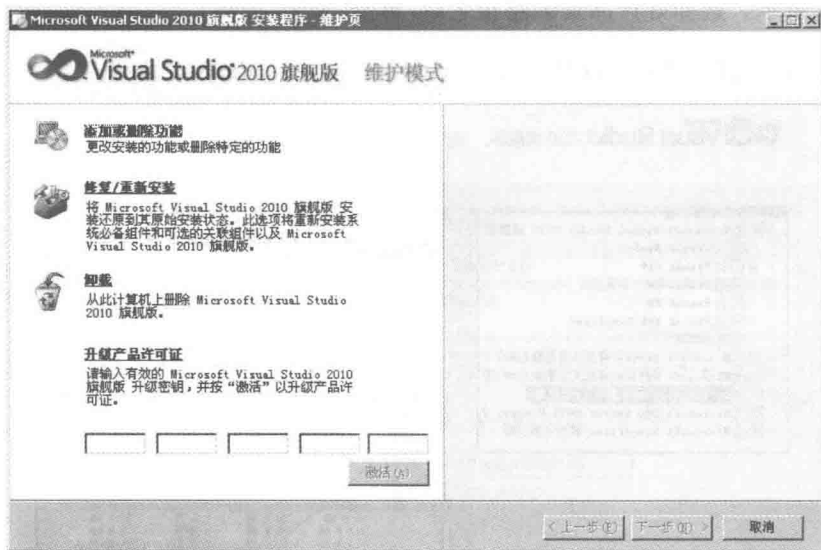 Microsoft Visual Studio 2010 旗舰版 安装程序 - 维护页
Microsoft®
Visual Studio® 2010 旗舰版 维护模式
添加或删除功能
更改安装的功能或删除特定的功能
修复/重新安装
将 Microsoft Visual Studio 2010 旗舰版 安
装还原到其原始安装状态。此选项将重新安装系
统必备组件和可选的关联组件以及 Microsoft
Visual Studio 2010 旗舰版。
卸载
从此计算机上删除 Microsoft Visual Studio
2010 旗舰版。
升级产品许可证
请输入有效的 Microsoft Visual Studio 2010
旗舰版 升级密钥，并按“激活”以升级产品许
可证。
激活(A)
< 上一步(P) 下一步(N) > 取消